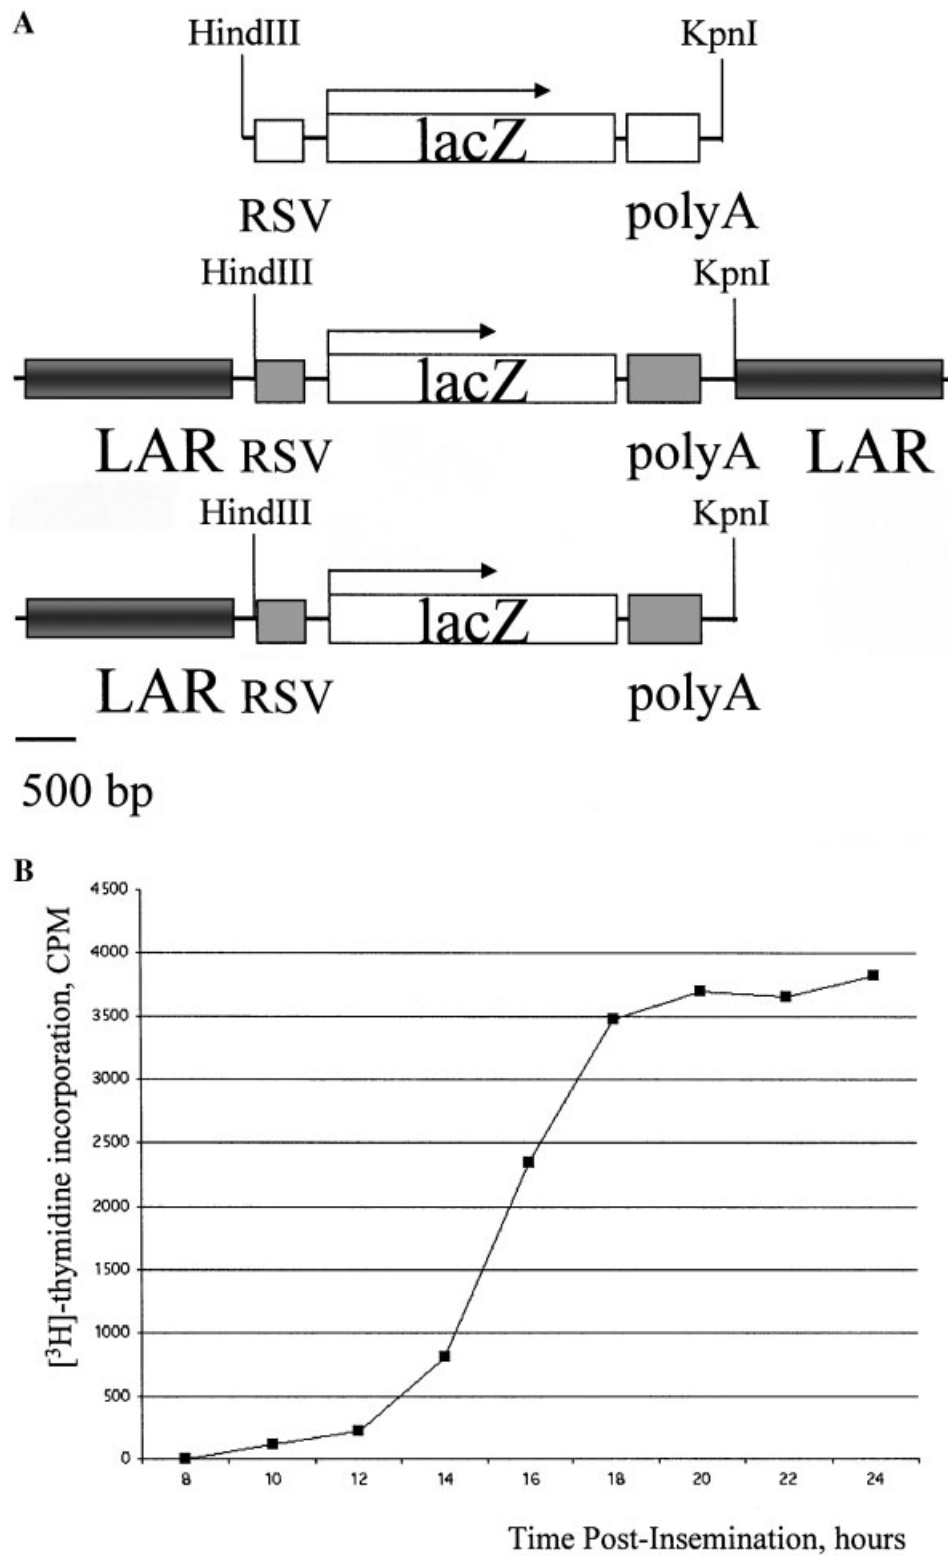 A
HindIII KpnI
lacZ
RSV polyA
HindIII KpnI
lacZ
LAR RSV polyA LAR
HindIII KpnI
lacZ
LAR RSV polyA
500 bp
B
[³H]-thymidine incorporation, CPM
4500
4000
3500
3000
2500
2000
1500
1000
500
0
8 10 12 14 16 18 20 22 24
Time Post-Insemination, hours